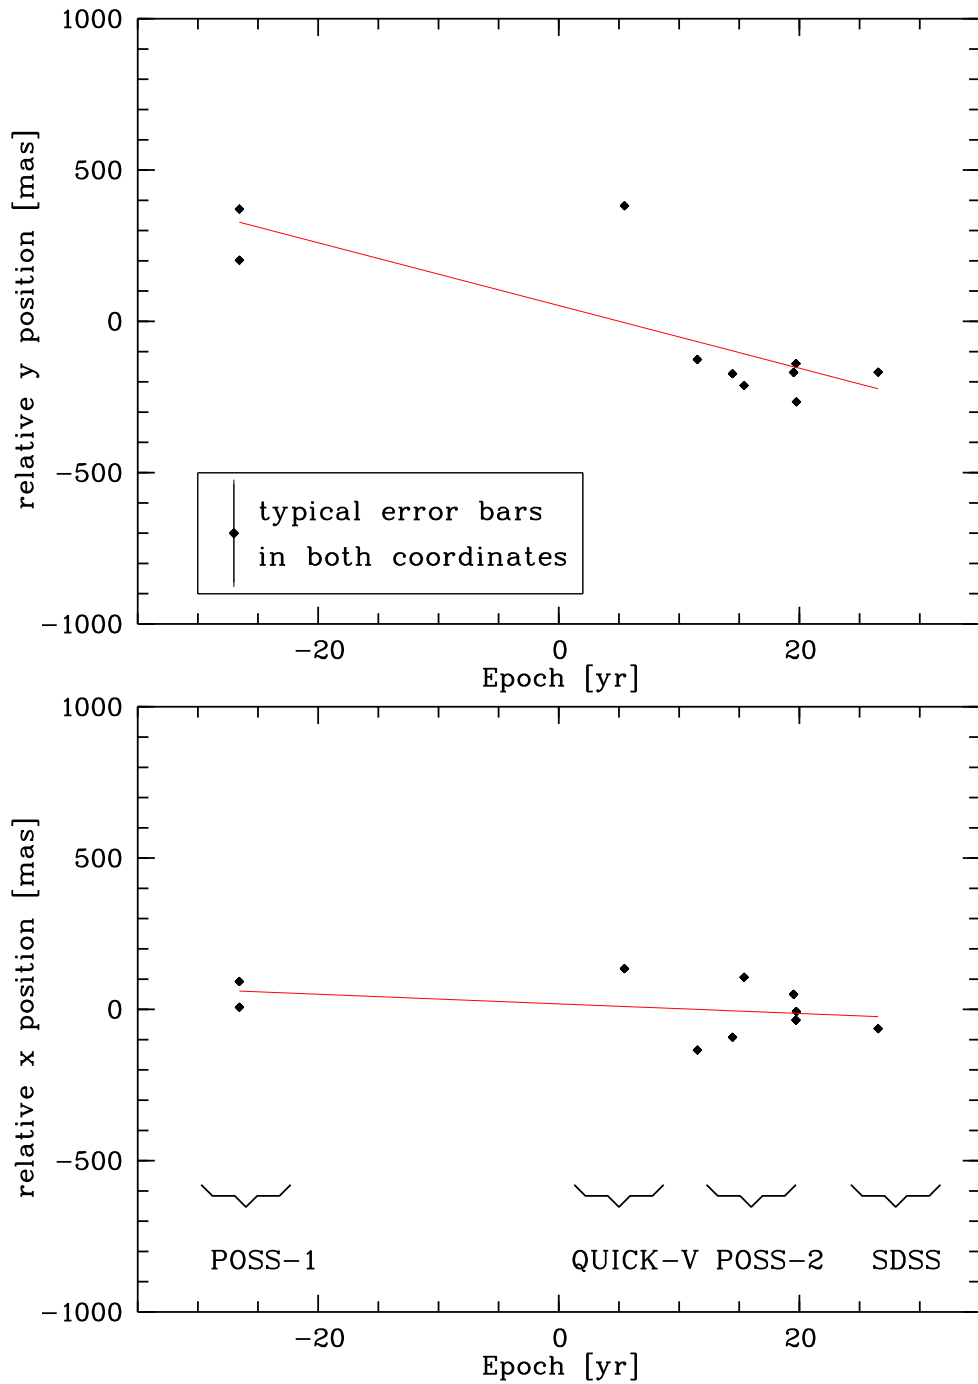 1000
500
0
−500
−1000
relative y position [mas]
typical error bars
in both coordinates
−20 0 20
Epoch [yr]
1000
500
0
−500
−1000
relative x position [mas]
POSS−1 QUICK−V POSS−2 SDSS
−20 0 20
Epoch [yr]